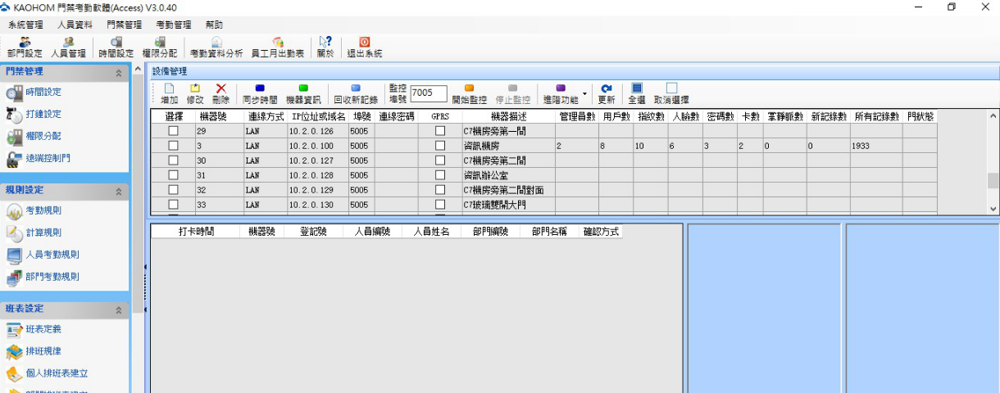 KAOHOM 門禁考勤軟體(Access) V3.0.40
系統管理 人員資料 門禁管理 考勤管理 幫助
部門設定 人員管理 時間設定 權限分配 考勤資料分析 員工月出勤表 關於 退出系統
門禁管理
時間設定
打鐘設定
權限分配
遠端控制門
規則設定
考勤規則
計算規則
人員考勤規則
部門考勤規則
班表設定
班表定義
排班規律
個人排班表建立
部門排班表建立
設備管理
增加 修改 刪除 同步時間 機器資訊 回收新記錄 監控埠號 7005 開始監控 停止監控 進階功能 更新 全選 取消選擇
選擇 機器號 連線方式 IP位址或域名 埠號 連線密碼 GPRS 機器描述 管理員數 用戶數 指紋數 人臉數 密碼數 卡數 掌靜脈數 新記錄數 所有記錄數 門狀態
29 LAN 10.2.0.126 5005 C7機房旁第一間
3 LAN 10.2.0.100 5005 資訊機房 2 8 10 6 3 2 0 0 1933
30 LAN 10.2.0.127 5005 C7機房旁第二間
31 LAN 10.2.0.128 5005 資訊辦公室
32 LAN 10.2.0.129 5005 C7機房旁第二間對面
33 LAN 10.2.0.130 5005 C7玻璃雙開大門
打卡時間 機器號 登記號 人員編號 人員姓名 部門編號 部門名稱 確認方式